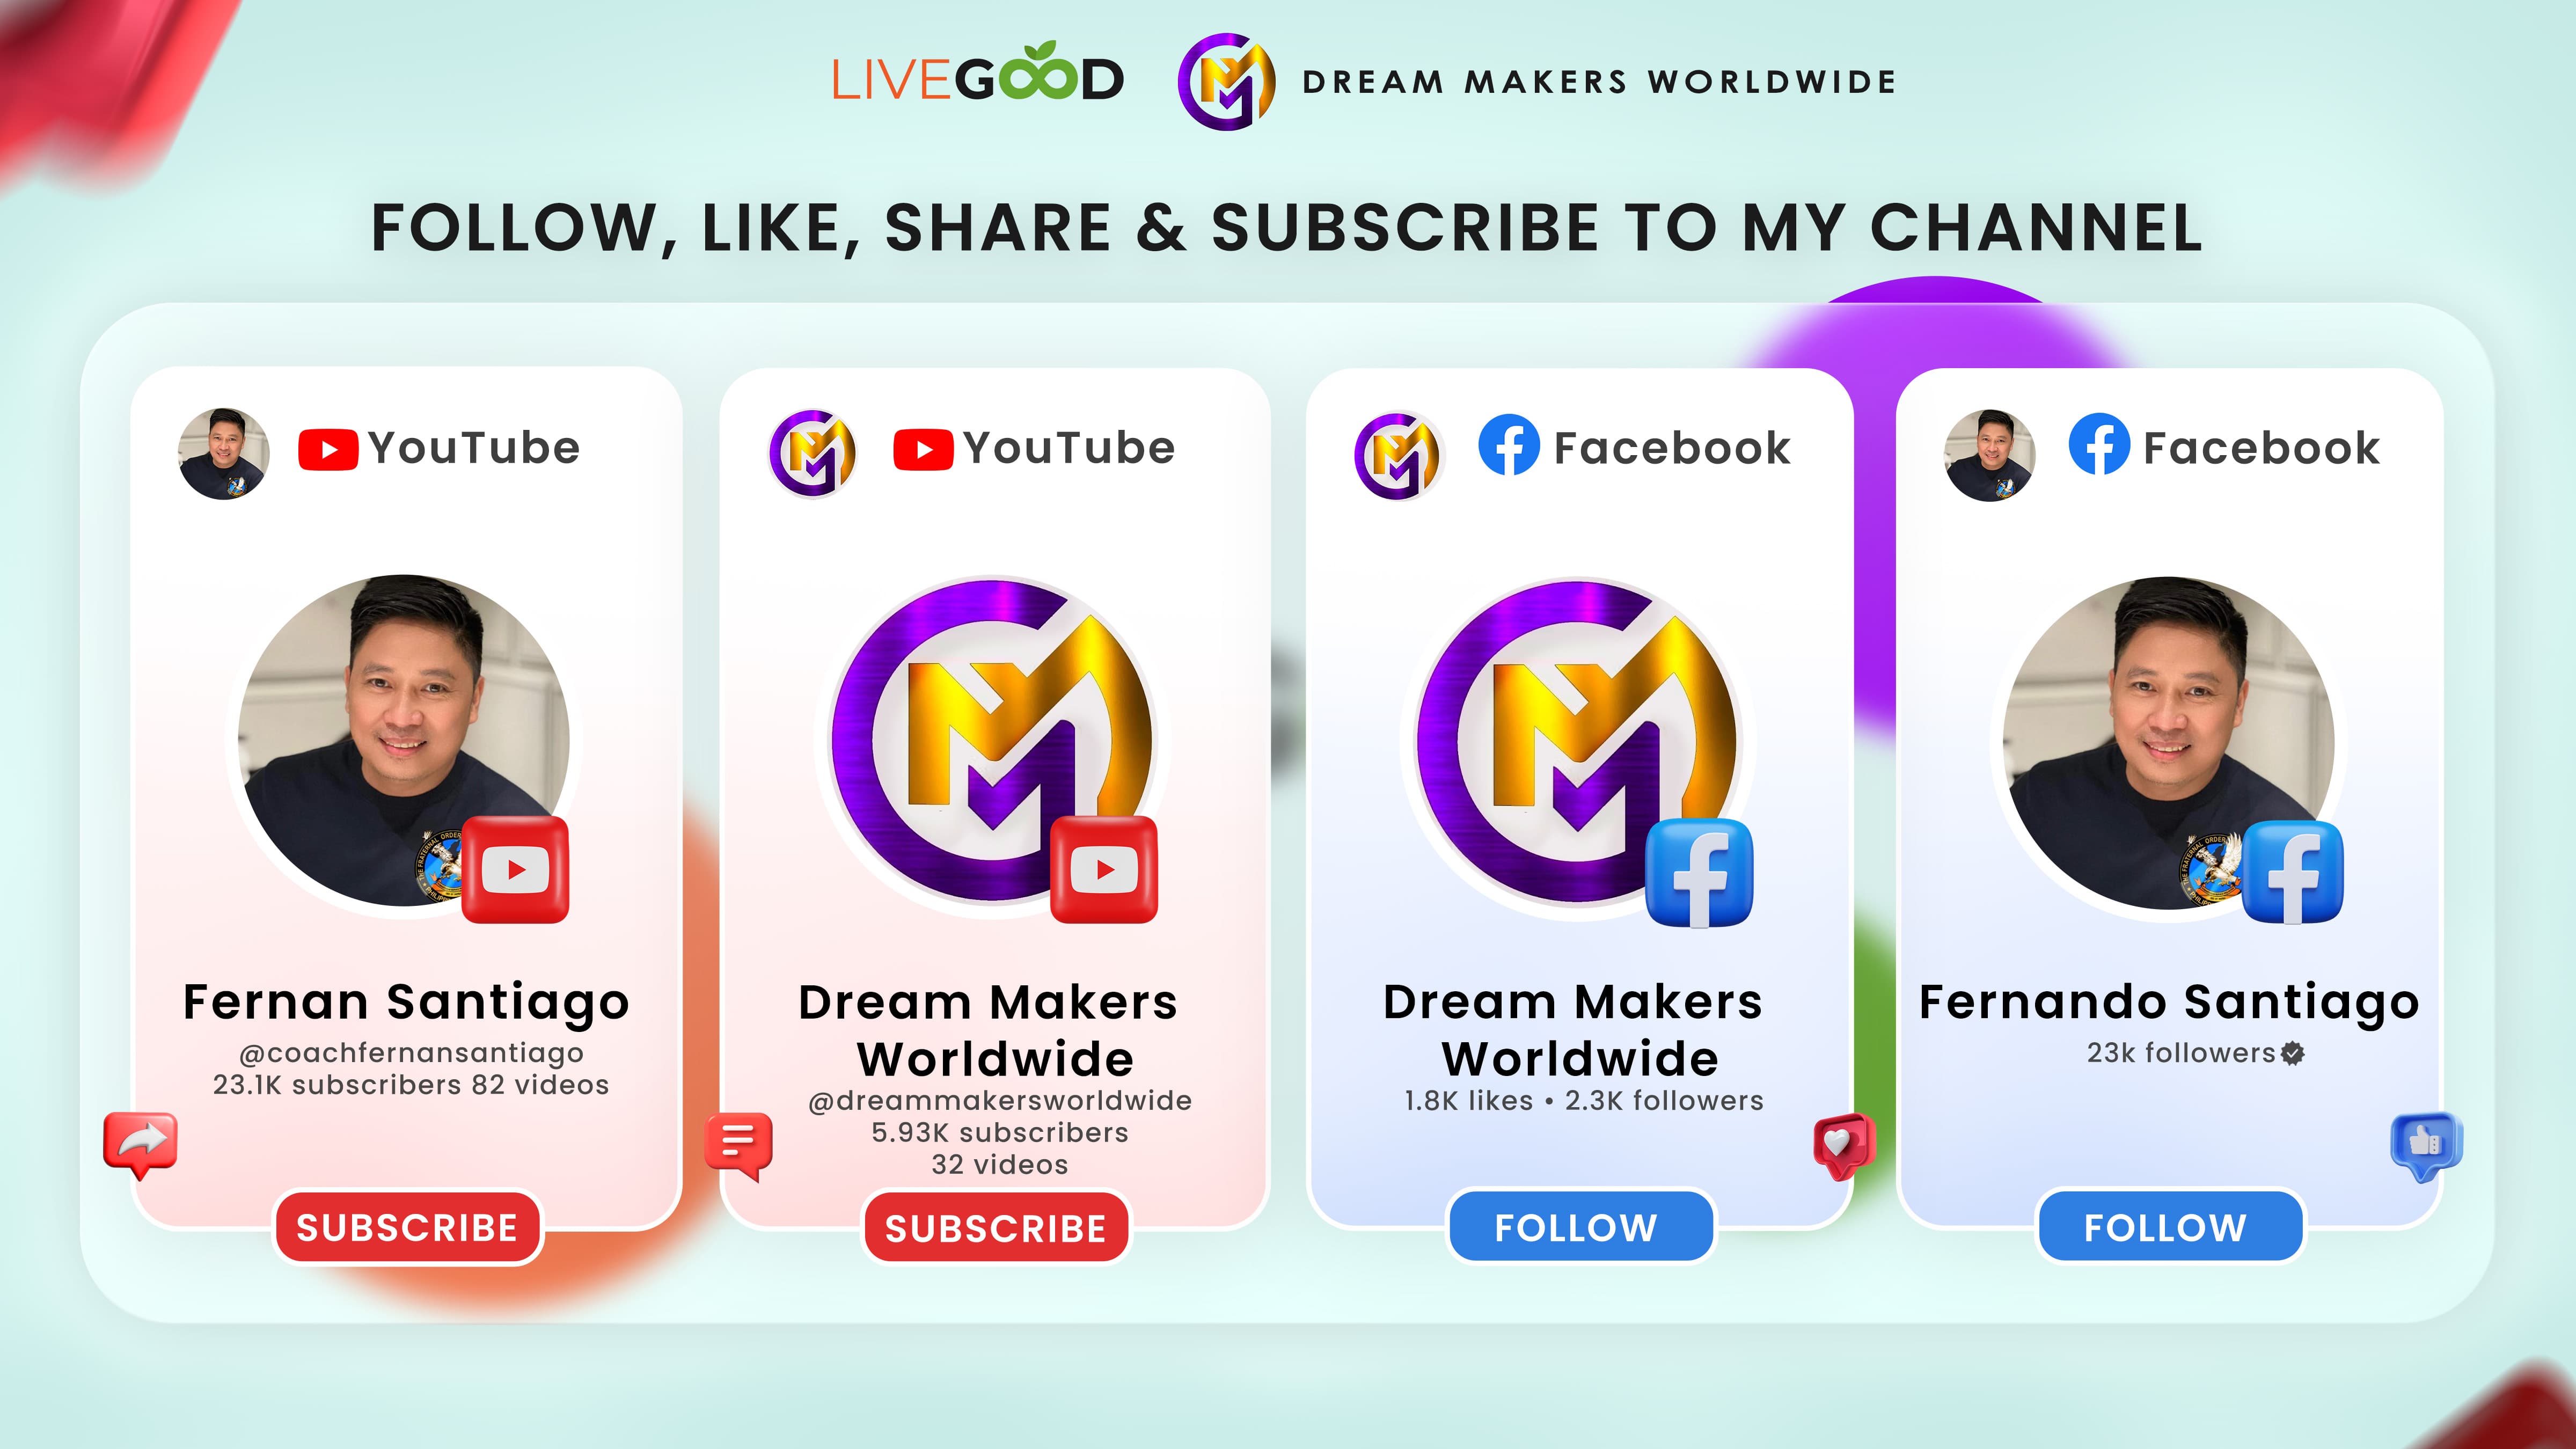 LIVEGOOD
DREAM MAKERS WORLDWIDE
FOLLOW, LIKE, SHARE & SUBSCRIBE TO MY CHANNEL
YouTube
Fernan Santiago
@coachfernansantiago
23.1K subscribers 82 videos
SUBSCRIBE
YouTube
Dream Makers
Worldwide
@dreammakersworldwide
5.93K subscribers
32 videos
SUBSCRIBE
Facebook
Dream Makers
Worldwide
1.8K likes • 2.3K followers
FOLLOW
Facebook
Fernando Santiago
23k followers
FOLLOW